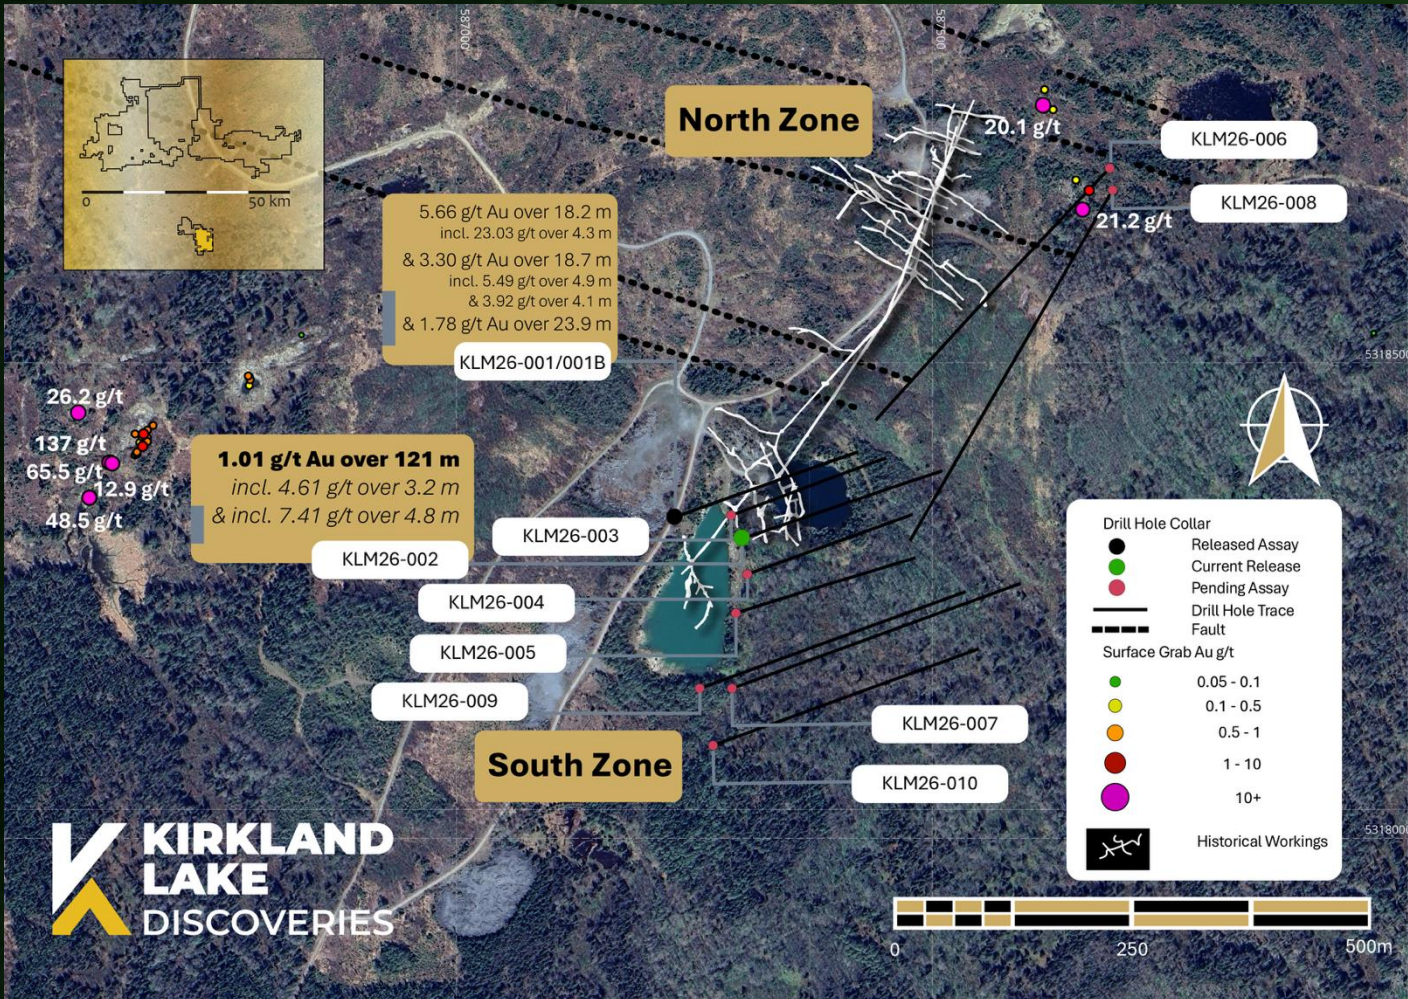 587000
587500
North Zone
20.1 g/t
KLM26-006
KLM26-008
21.2 g/t
0
50 km
5.66 g/t Au over 18.2 m
incl. 23.03 g/t over 4.3 m
& 3.30 g/t Au over 18.7 m
incl. 5.49 g/t over 4.9 m
& 3.92 g/t over 4.1 m
& 1.78 g/t Au over 23.9 m
KLM26-001/001B
5318500
26.2 g/t
137 g/t
65.5 g/t
12.9 g/t
48.5 g/t
1.01 g/t Au over 121 m
incl. 4.61 g/t over 3.2 m
& incl. 7.41 g/t over 4.8 m
KLM26-003
KLM26-002
KLM26-004
KLM26-005
KLM26-009
KLM26-007
KLM26-010
South Zone
Drill Hole Collar
Released Assay
Current Release
Pending Assay
Drill Hole Trace
Fault
Surface Grab Au g/t
0.05 - 0.1
0.1 - 0.5
0.5 - 1
1 - 10
10+
Historical Workings
5318000
KIRKLAND
LAKE
DISCOVERIES
0
250
500m